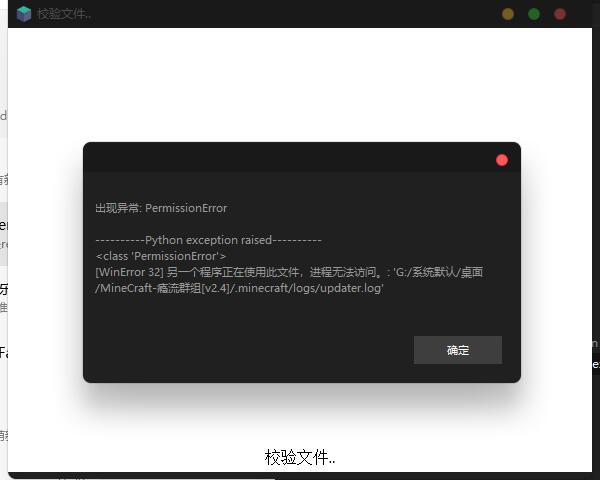 校验文件..
出现异常: PermissionError
----------Python exception raised----------
<class 'PermissionError'>
[WinError 32] 另一个程序正在使用此文件，进程无法访问。: 'G:/系统默认/桌面
/MineCraft-瘾流群组[v2.4]/.minecraft/logs/updater.log'
确定
校验文件..